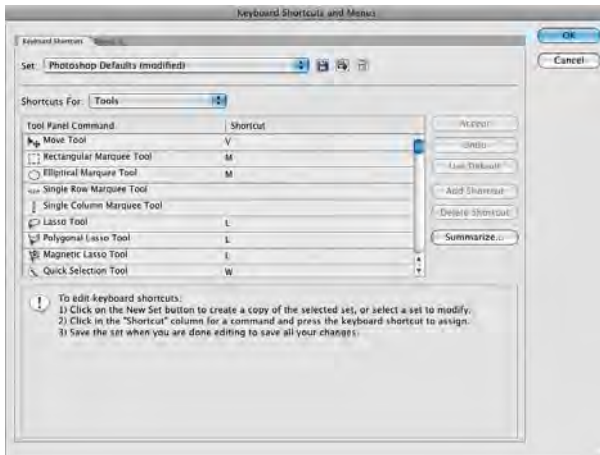 Keyboard Shortcuts and Menus
Keyboard Shortcuts
Set: Photoshop Defaults (modified)
OK
Cancel
Shortcuts For: Tools
Tool Panel Command Shortcut
Move Tool V
Rectangular Marquee Tool M
Elliptical Marquee Tool M
Single Row Marquee Tool
Single Column Marquee Tool
Lasso Tool L
Polygonal Lasso Tool L
Magnetic Lasso Tool L
Quick Selection Tool W
Accept
Undo
Use Default
Add Shortcut
Delete Shortcut
Summarize...
! To edit keyboard shortcuts:
1) Click on the New Set button to create a copy of the selected set, or select a set to modify.
2) Click in the "Shortcut" column for a command and press the keyboard shortcut to assign.
3) Save the set when you are done editing to save all your changes.